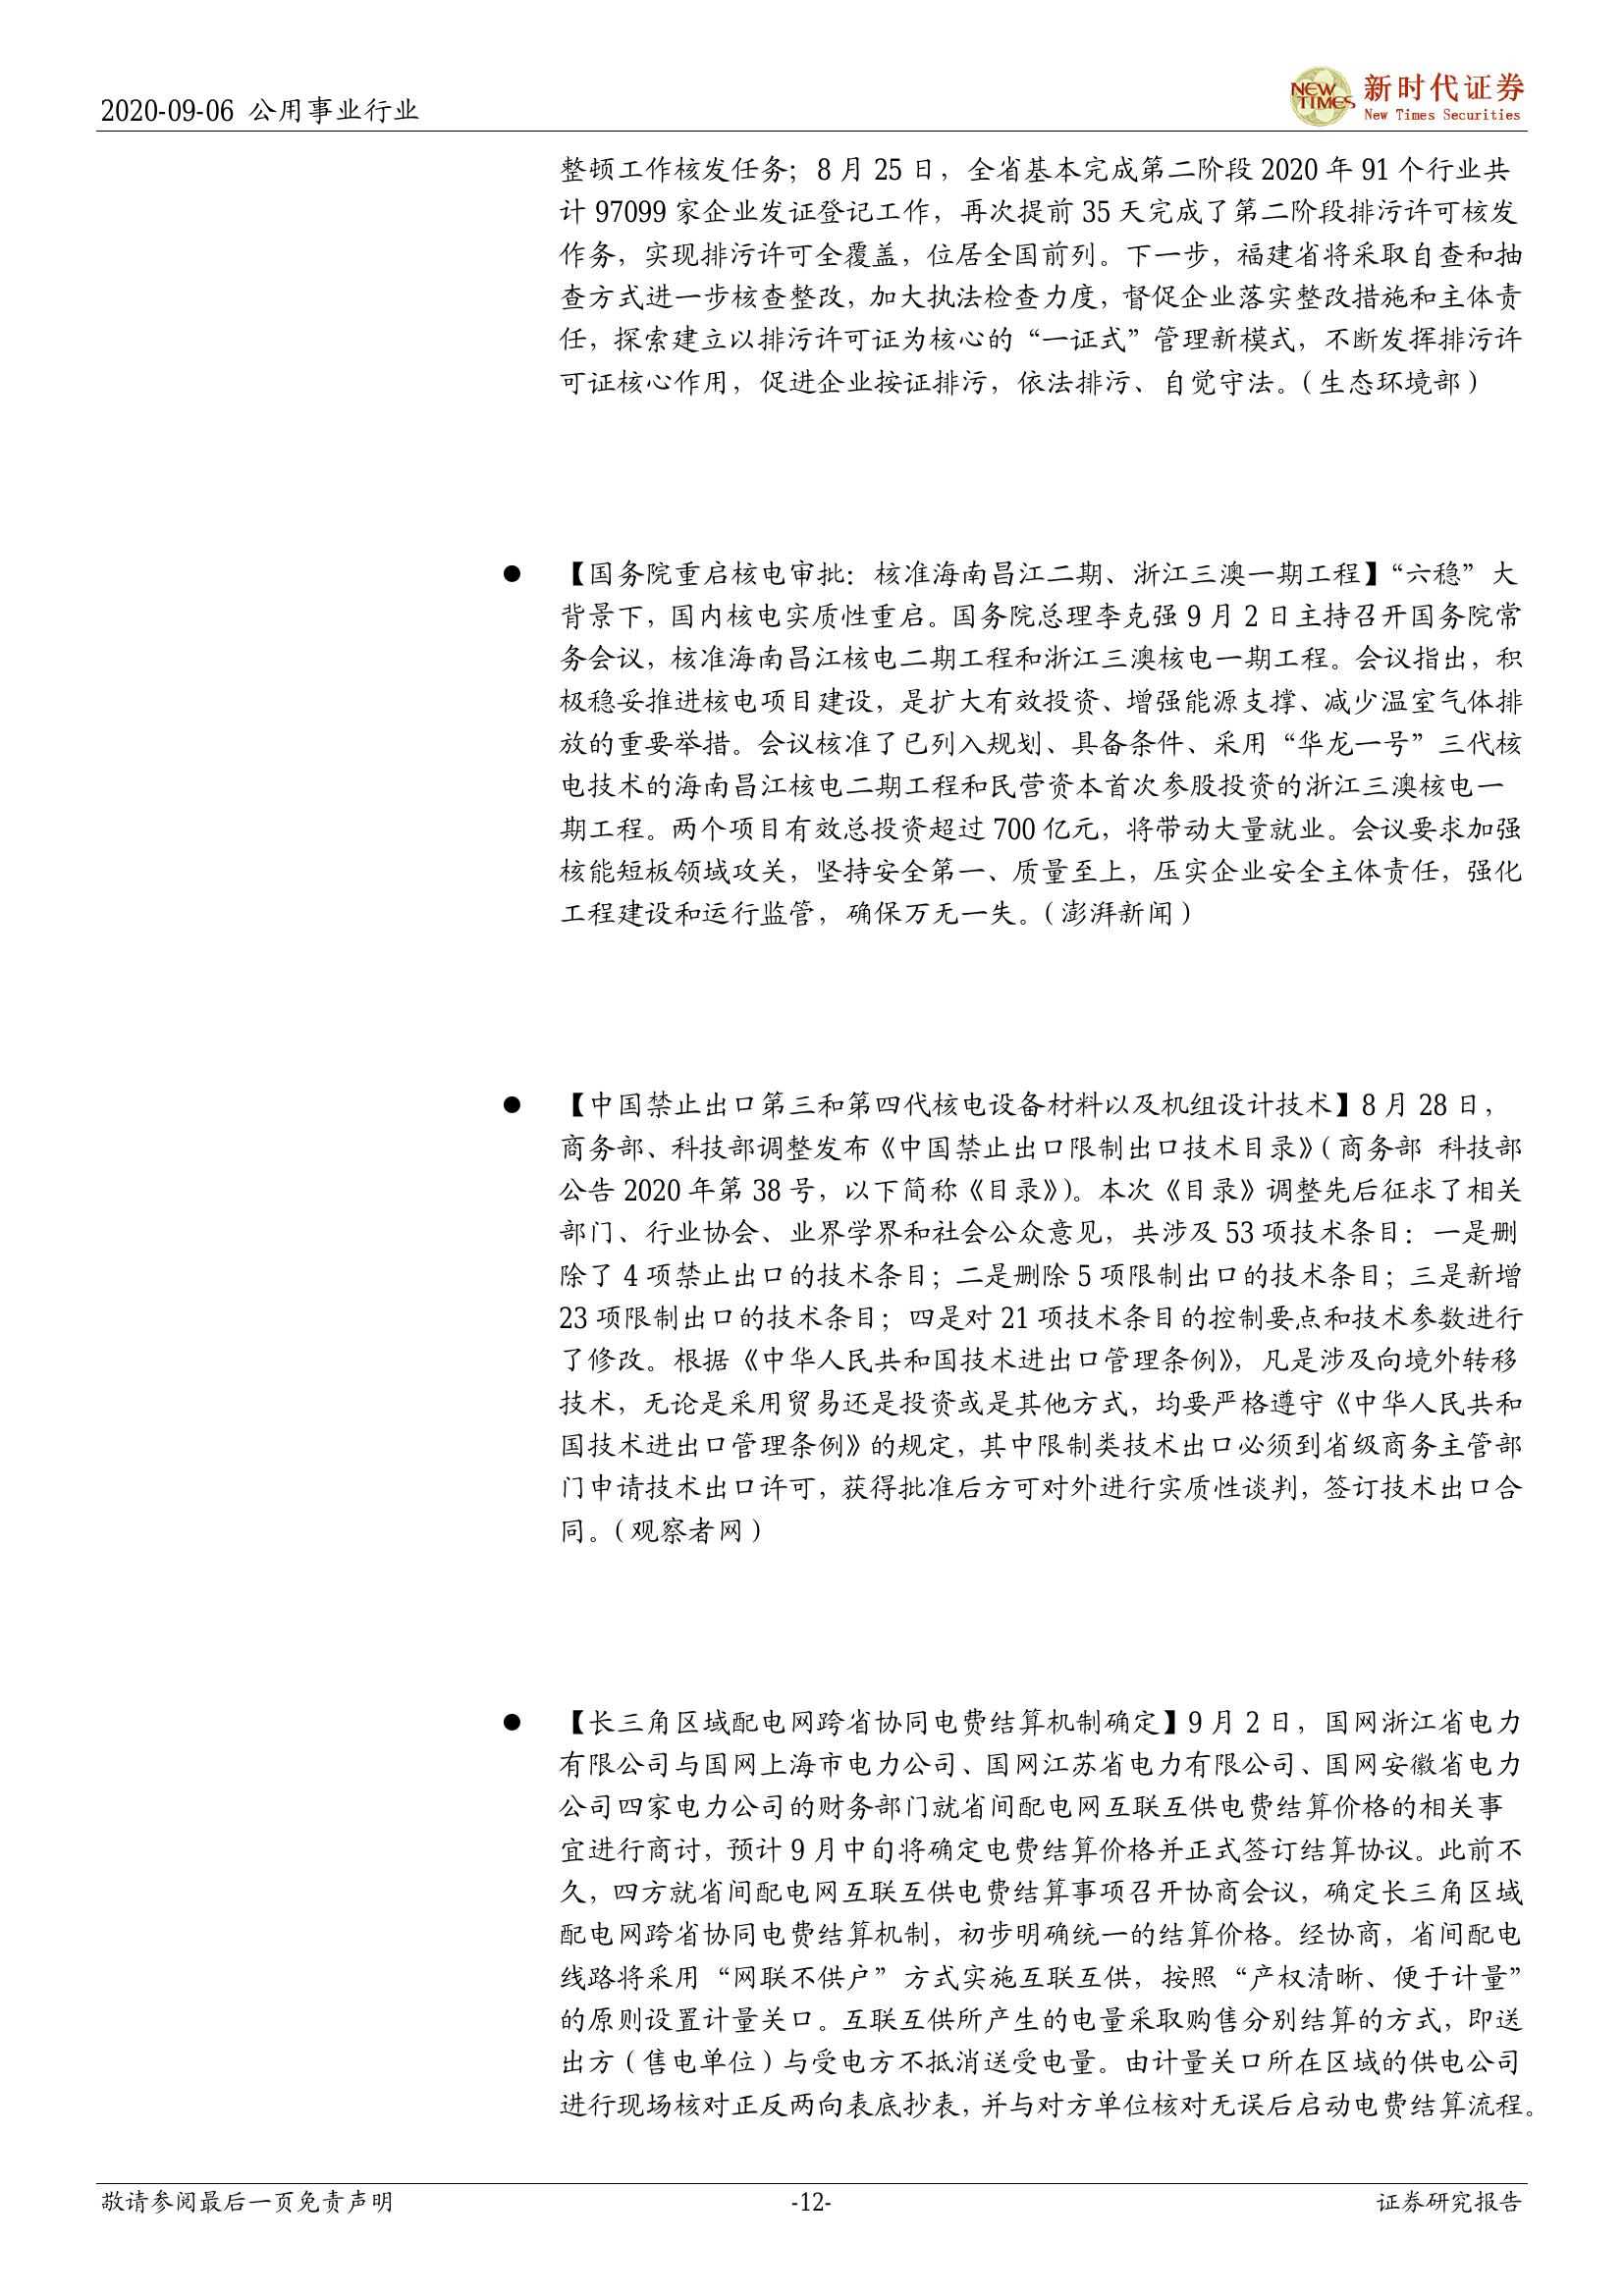 2020-09-06 公用事业行业
NEW TIMES
新时代证券
New Times Securities
整顿工作核发任务；8 月 25 日，全省基本完成第二阶段 2020 年 91 个行业共
计 97099 家企业发证登记工作，再次提前 35 天完成了第二阶段排污许可核发
作务，实现排污许可全覆盖，位居全国前列。下一步，福建省将采取自查和抽
查方式进一步核查整改，加大执法检查力度，督促企业落实整改措施和主体责
任，探索建立以排污许可证为核心的“一证式”管理新模式，不断发挥排污许
可证核心作用，促进企业按证排污，依法排污、自觉守法。（生态环境部）
● 【国务院重启核电审批：核准海南昌江二期、浙江三澳一期工程】“六稳”大
背景下，国内核电实质性重启。国务院总理李克强 9 月 2 日主持召开国务院常
务会议，核准海南昌江核电二期工程和浙江三澳核电一期工程。会议指出，积
极稳妥推进核电项目建设，是扩大有效投资、增强能源支撑、减少温室气体排
放的重要举措。会议核准了已列入规划、具备条件、采用“华龙一号”三代核
电技术的海南昌江核电二期工程和民营资本首次参股投资的浙江三澳核电一
期工程。两个项目有效总投资超过 700 亿元，将带动大量就业。会议要求加强
核能短板领域攻关，坚持安全第一、质量至上，压实企业安全主体责任，强化
工程建设和运行监管，确保万无一失。（澎湃新闻）
● 【中国禁止出口第三和第四代核电设备材料以及机组设计技术】8 月 28 日，
商务部、科技部调整发布《中国禁止出口限制出口技术目录》（商务部 科技部
公告 2020 年第 38 号，以下简称《目录》）。本次《目录》调整先后征求了相关
部门、行业协会、业界学界和社会公众意见，共涉及 53 项技术条目：一是删
除了 4 项禁止出口的技术条目；二是删除 5 项限制出口的技术条目；三是新增
23 项限制出口的技术条目；四是对 21 项技术条目的控制要点和技术参数进行
了修改。根据《中华人民共和国技术进出口管理条例》，凡是涉及向境外转移
技术，无论是采用贸易还是投资或是其他方式，均要严格遵守《中华人民共和
国技术进出口管理条例》的规定，其中限制类技术出口必须到省级商务主管部
门申请技术出口许可，获得批准后方可对外进行实质性谈判，签订技术出口合
同。（观察者网）
● 【长三角区域配电网跨省协同电费结算机制确定】9 月 2 日，国网浙江省电力
有限公司与国网上海市电力公司、国网江苏省电力有限公司、国网安徽省电力
公司四家电力公司的财务部门就省间配电网互联互供电费结算价格的相关事
宜进行商讨，预计 9 月中旬将确定电费结算价格并正式签订结算协议。此前不
久，四方就省间配电网互联互供电费结算事项召开协商会议，确定长三角区域
配电网跨省协同电费结算机制，初步明确统一的结算价格。经协商，省间配电
线路将采用“网联不供户”方式实施互联互供，按照“产权清晰、便于计量”
的原则设置计量关口。互联互供所产生的电量采取购售分别结算的方式，即送
出方（售电单位）与受电方不抵消送受电量。由计量关口所在区域的供电公司
进行现场核对正反两向表底抄表，并与对方单位核对无误后启动电费结算流程。
敬请参阅最后一页免责声明
-12-
证券研究报告